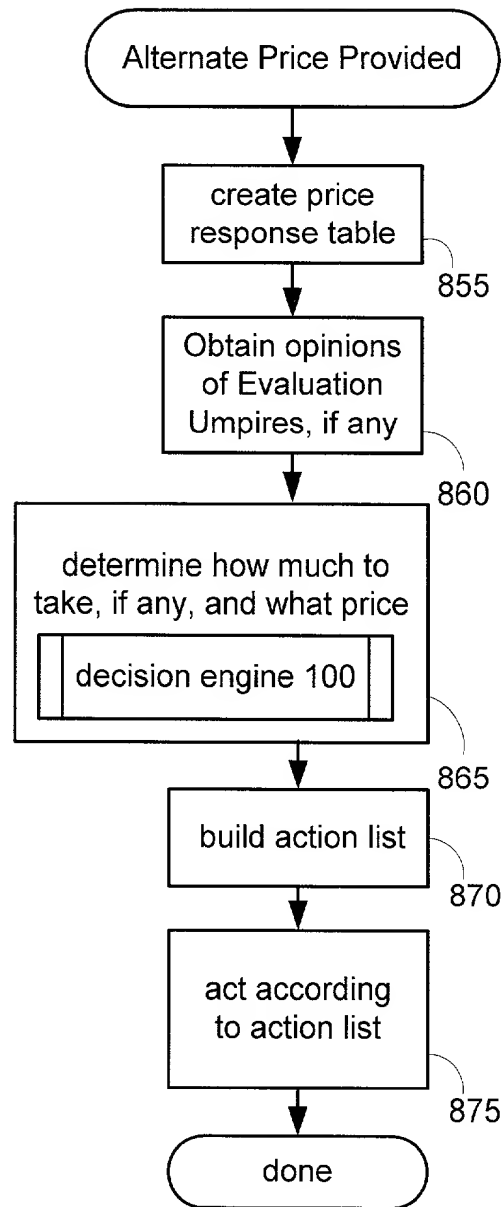 Alternate Price Provided
create price
response table
855
Obtain opinions
of Evaluation
Umpires, if any
860
determine how much to
take, if any, and what price
decision engine 100
865
build action list
870
act according
to action list
875
done